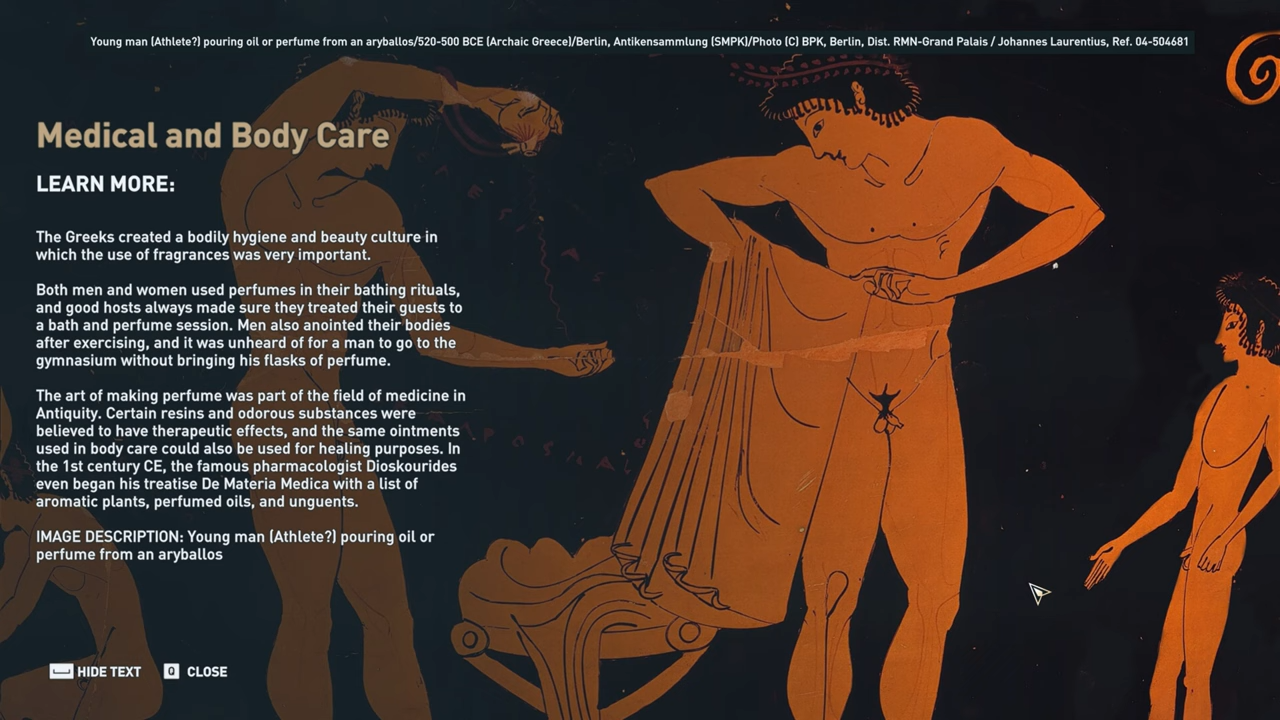 Young man (Athlete?) pouring oil or perfume from an aryballos/520-500 BCE (Archaic Greece)/Berlin, Antikensammlung (SMPK)/Photo (C) BPK, Berlin, Dist. RMN-Grand Palais / Johannes Laurentius, Ref. 04-504681
Medical and Body Care
LEARN MORE:
The Greeks created a bodily hygiene and beauty culture in
which the use of fragrances was very important.
Both men and women used perfumes in their bathing rituals,
and good hosts always made sure they treated their guests to
a bath and perfume session. Men also anointed their bodies
after exercising, and it was unheard of for a man to go to the
gymnasium without bringing his flasks of perfume.
The art of making perfume was part of the field of medicine in
Antiquity. Certain resins and odorous substances were
believed to have therapeutic effects, and the same ointments
used in body care could also be used for healing purposes. In
the 1st century CE, the famous pharmacologist Dioskourides
even began his treatise De Materia Medica with a list of
aromatic plants, perfumed oils, and unguents.
IMAGE DESCRIPTION: Young man (Athlete?) pouring oil or
perfume from an aryballos
HIDE TEXT
Q CLOSE